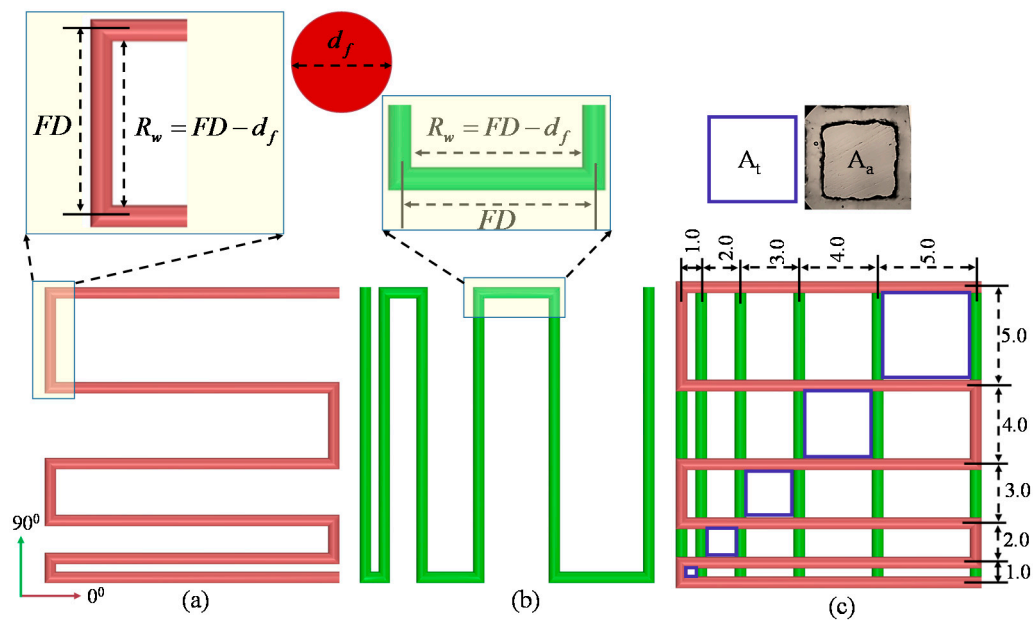 FD
R_w = FD − d_f
d_f
R_w = FD − d_f
FD
A_t
A_a
1.0
2.0
3.0
4.0
5.0
5.0
4.0
3.0
2.0
1.0
90⁰
0⁰
(a)
(b)
(c)